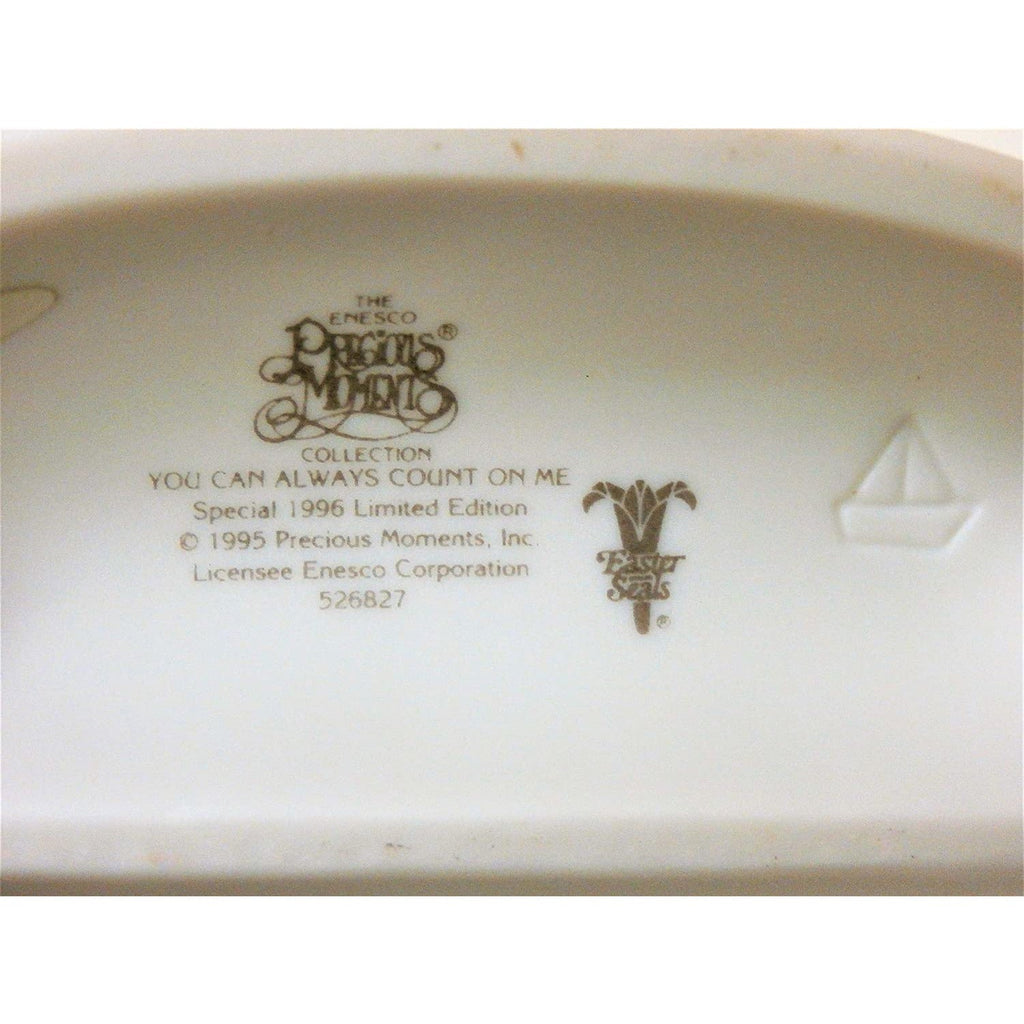 THE
ENESCO
PRECIOUS ®
MOMENTS
COLLECTION
YOU CAN ALWAYS COUNT ON ME
Special 1996 Limited Edition
© 1995 Precious Moments, Inc.
Licensee Enesco Corporation
526827
Easter
Seals
®